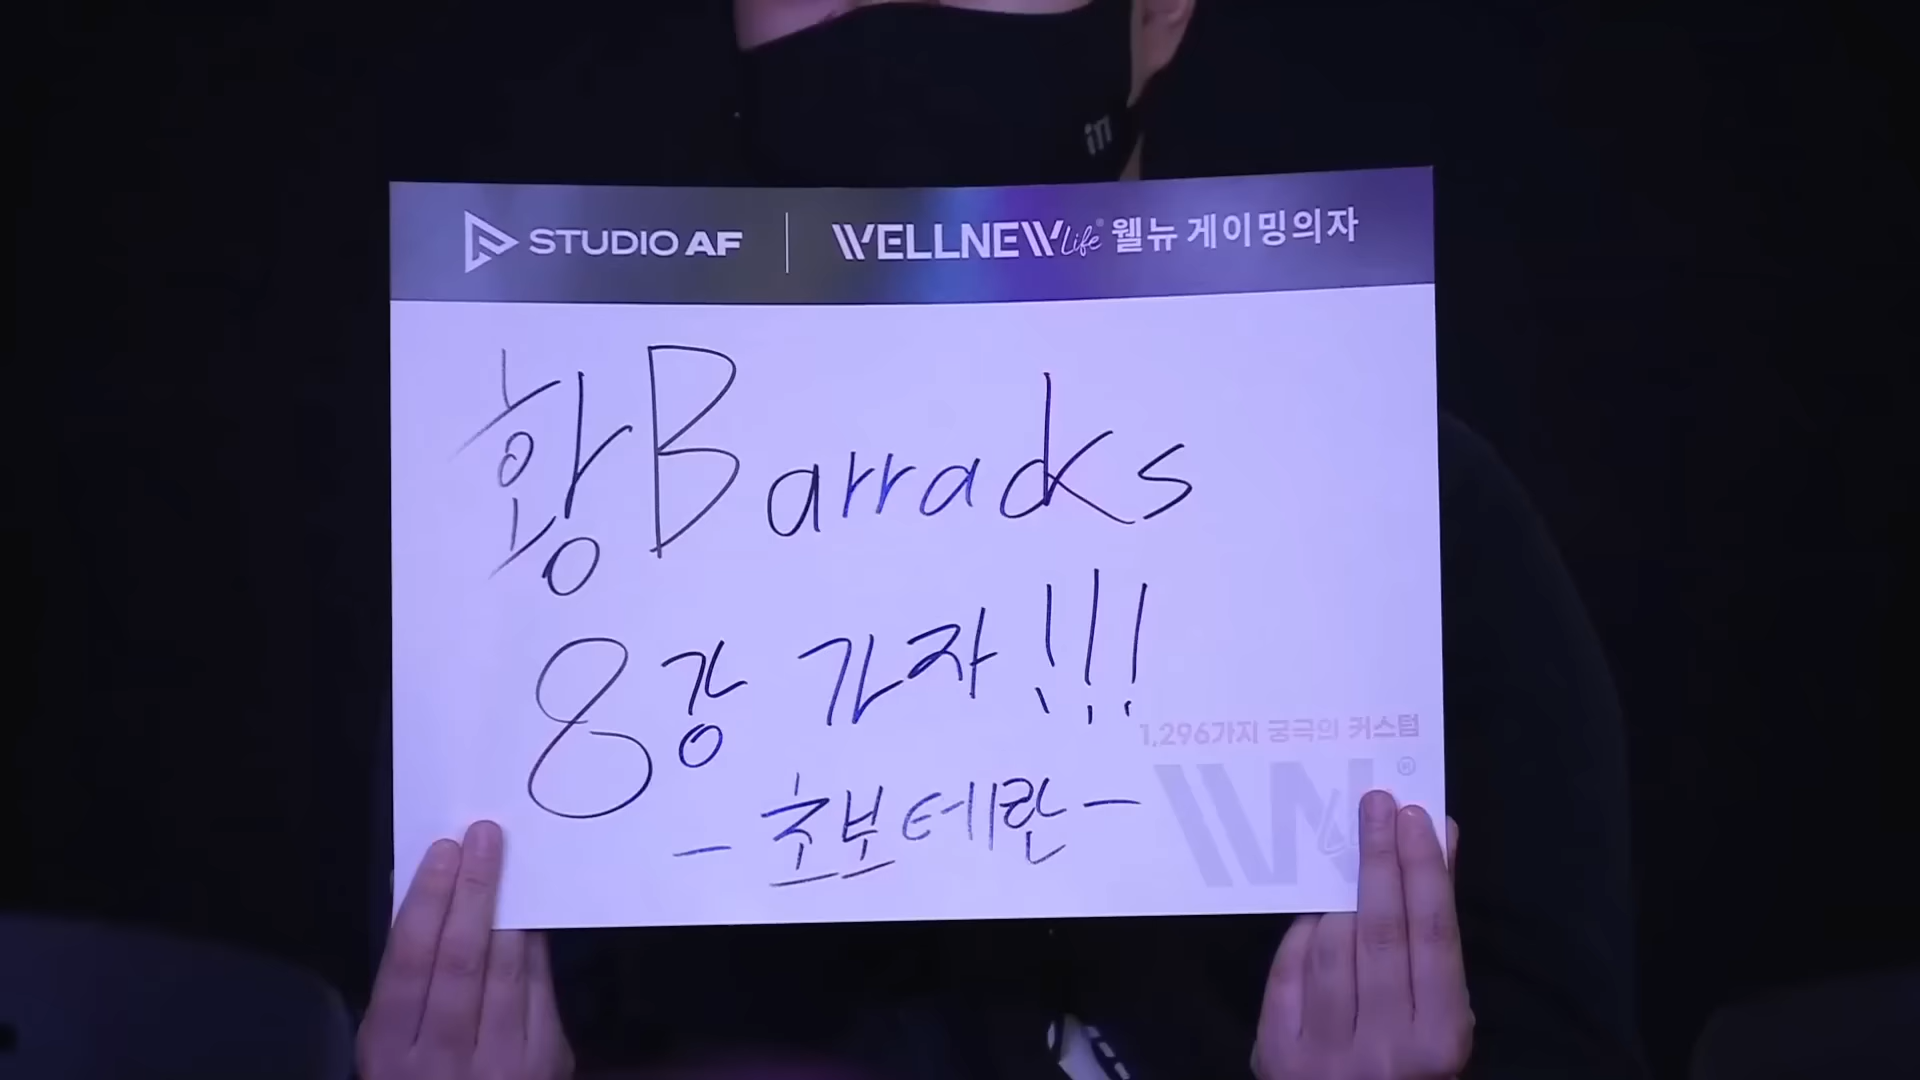 in
STUDIO AF | WELLNEW Life® 웰뉴 게이밍의자
황Barracks
8강 가자!!!
1,296가지 궁극의 커스텀
-초보테란-